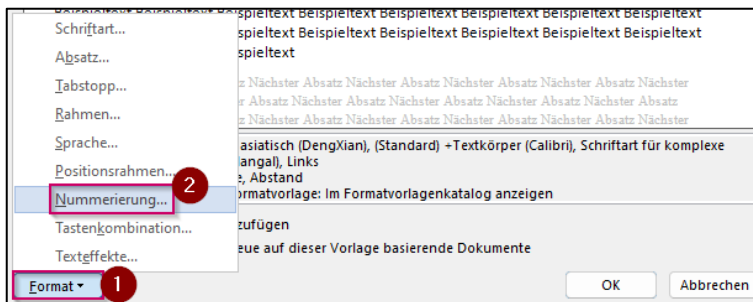 Beispieltext Beispieltext Beispieltext Beispieltext Beispieltext Beispieltext Beispieltext
Schriftart...
spieltext Beispieltext Beispieltext Beispieltext Beispieltext Beispieltext Beispieltext
Absatz...
spieltext
Tabstopp...
z Nächster Absatz Nächster Absatz Nächster Absatz Nächster Absatz Nächster
Rahmen...
r Absatz Nächster Absatz Nächster Absatz Nächster Absatz Nächster Absatz
z Nächster Absatz Nächster Absatz Nächster Absatz Nächster Absatz Nächster
Sprache...
asiatisch (DengXian), (Standard) +Textkörper (Calibri), Schriftart für komplexe
angal), Links
Positionsrahmen...
e, Abstand
2
ormatvorlage: Im Formatvorlagenkatalog anzeigen
Nummerierung...
zufügen
Tastenkombination...
eue auf dieser Vorlage basierende Dokumente
Texteffekte...
Format
1
OK
Abbrechen